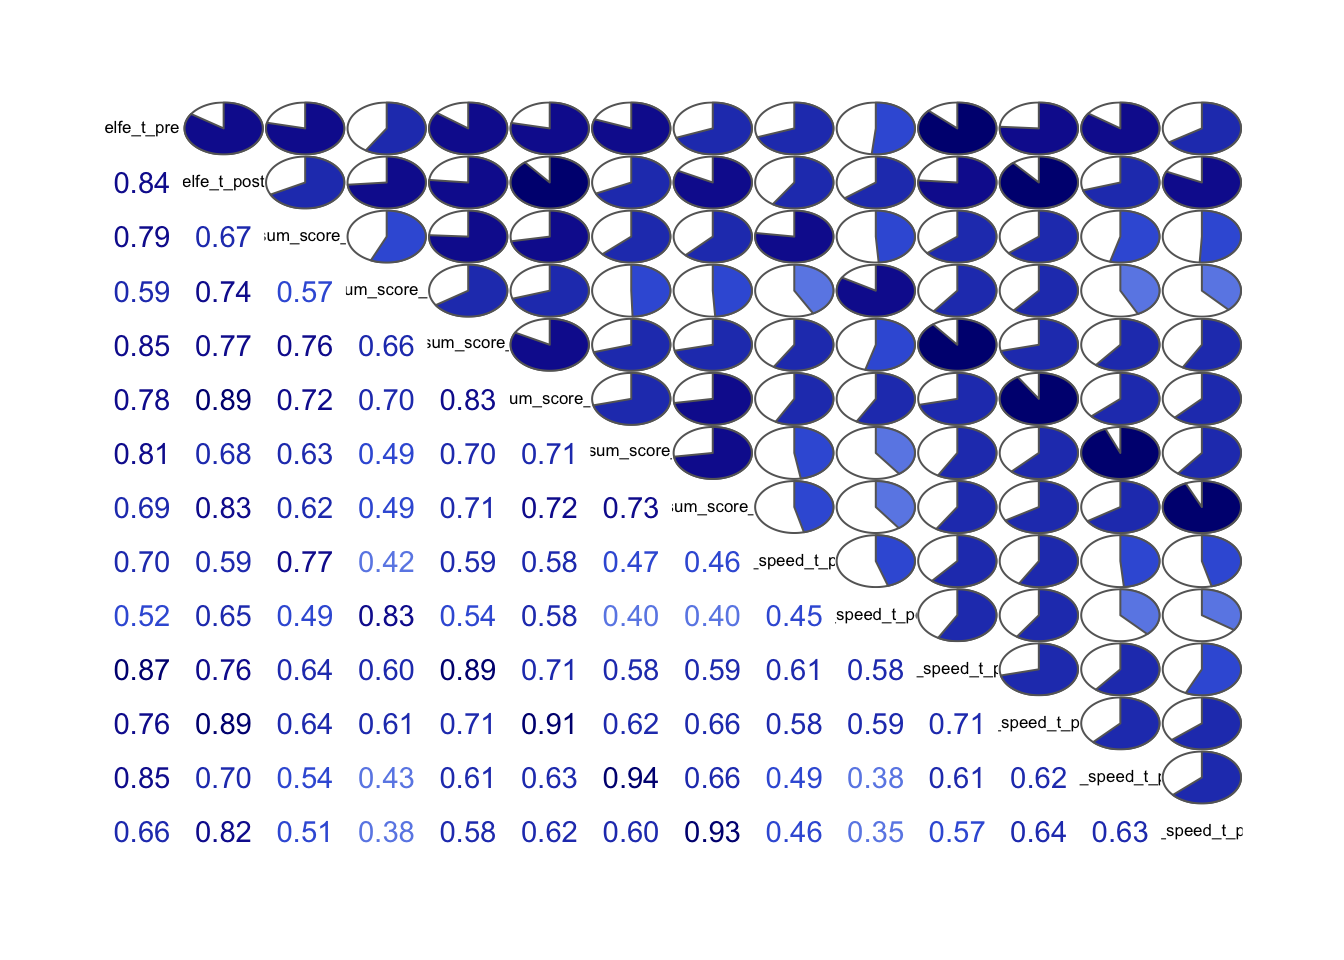 elfe_t_pre
0.84 elfe_t_post
0.79 0.67 sum_score_
0.59 0.74 0.57 um_score_
0.85 0.77 0.76 0.66 sum_score_
0.78 0.89 0.72 0.70 0.83 um_score_
0.81 0.68 0.63 0.49 0.70 0.71 sum_score_
0.69 0.83 0.62 0.49 0.71 0.72 0.73 sum_score_
0.70 0.59 0.77 0.42 0.59 0.58 0.47 0.46 _speed_t_p
0.52 0.65 0.49 0.83 0.54 0.58 0.40 0.40 0.45 _speed_t_p
0.87 0.76 0.64 0.60 0.89 0.71 0.58 0.59 0.61 0.58 _speed_t_p
0.76 0.89 0.64 0.61 0.71 0.91 0.62 0.66 0.58 0.59 0.71 _speed_t_p
0.85 0.70 0.54 0.43 0.61 0.63 0.94 0.66 0.49 0.38 0.61 0.62 _speed_t_p
0.66 0.82 0.51 0.38 0.58 0.62 0.60 0.93 0.46 0.35 0.57 0.64 0.63 _speed_t_p